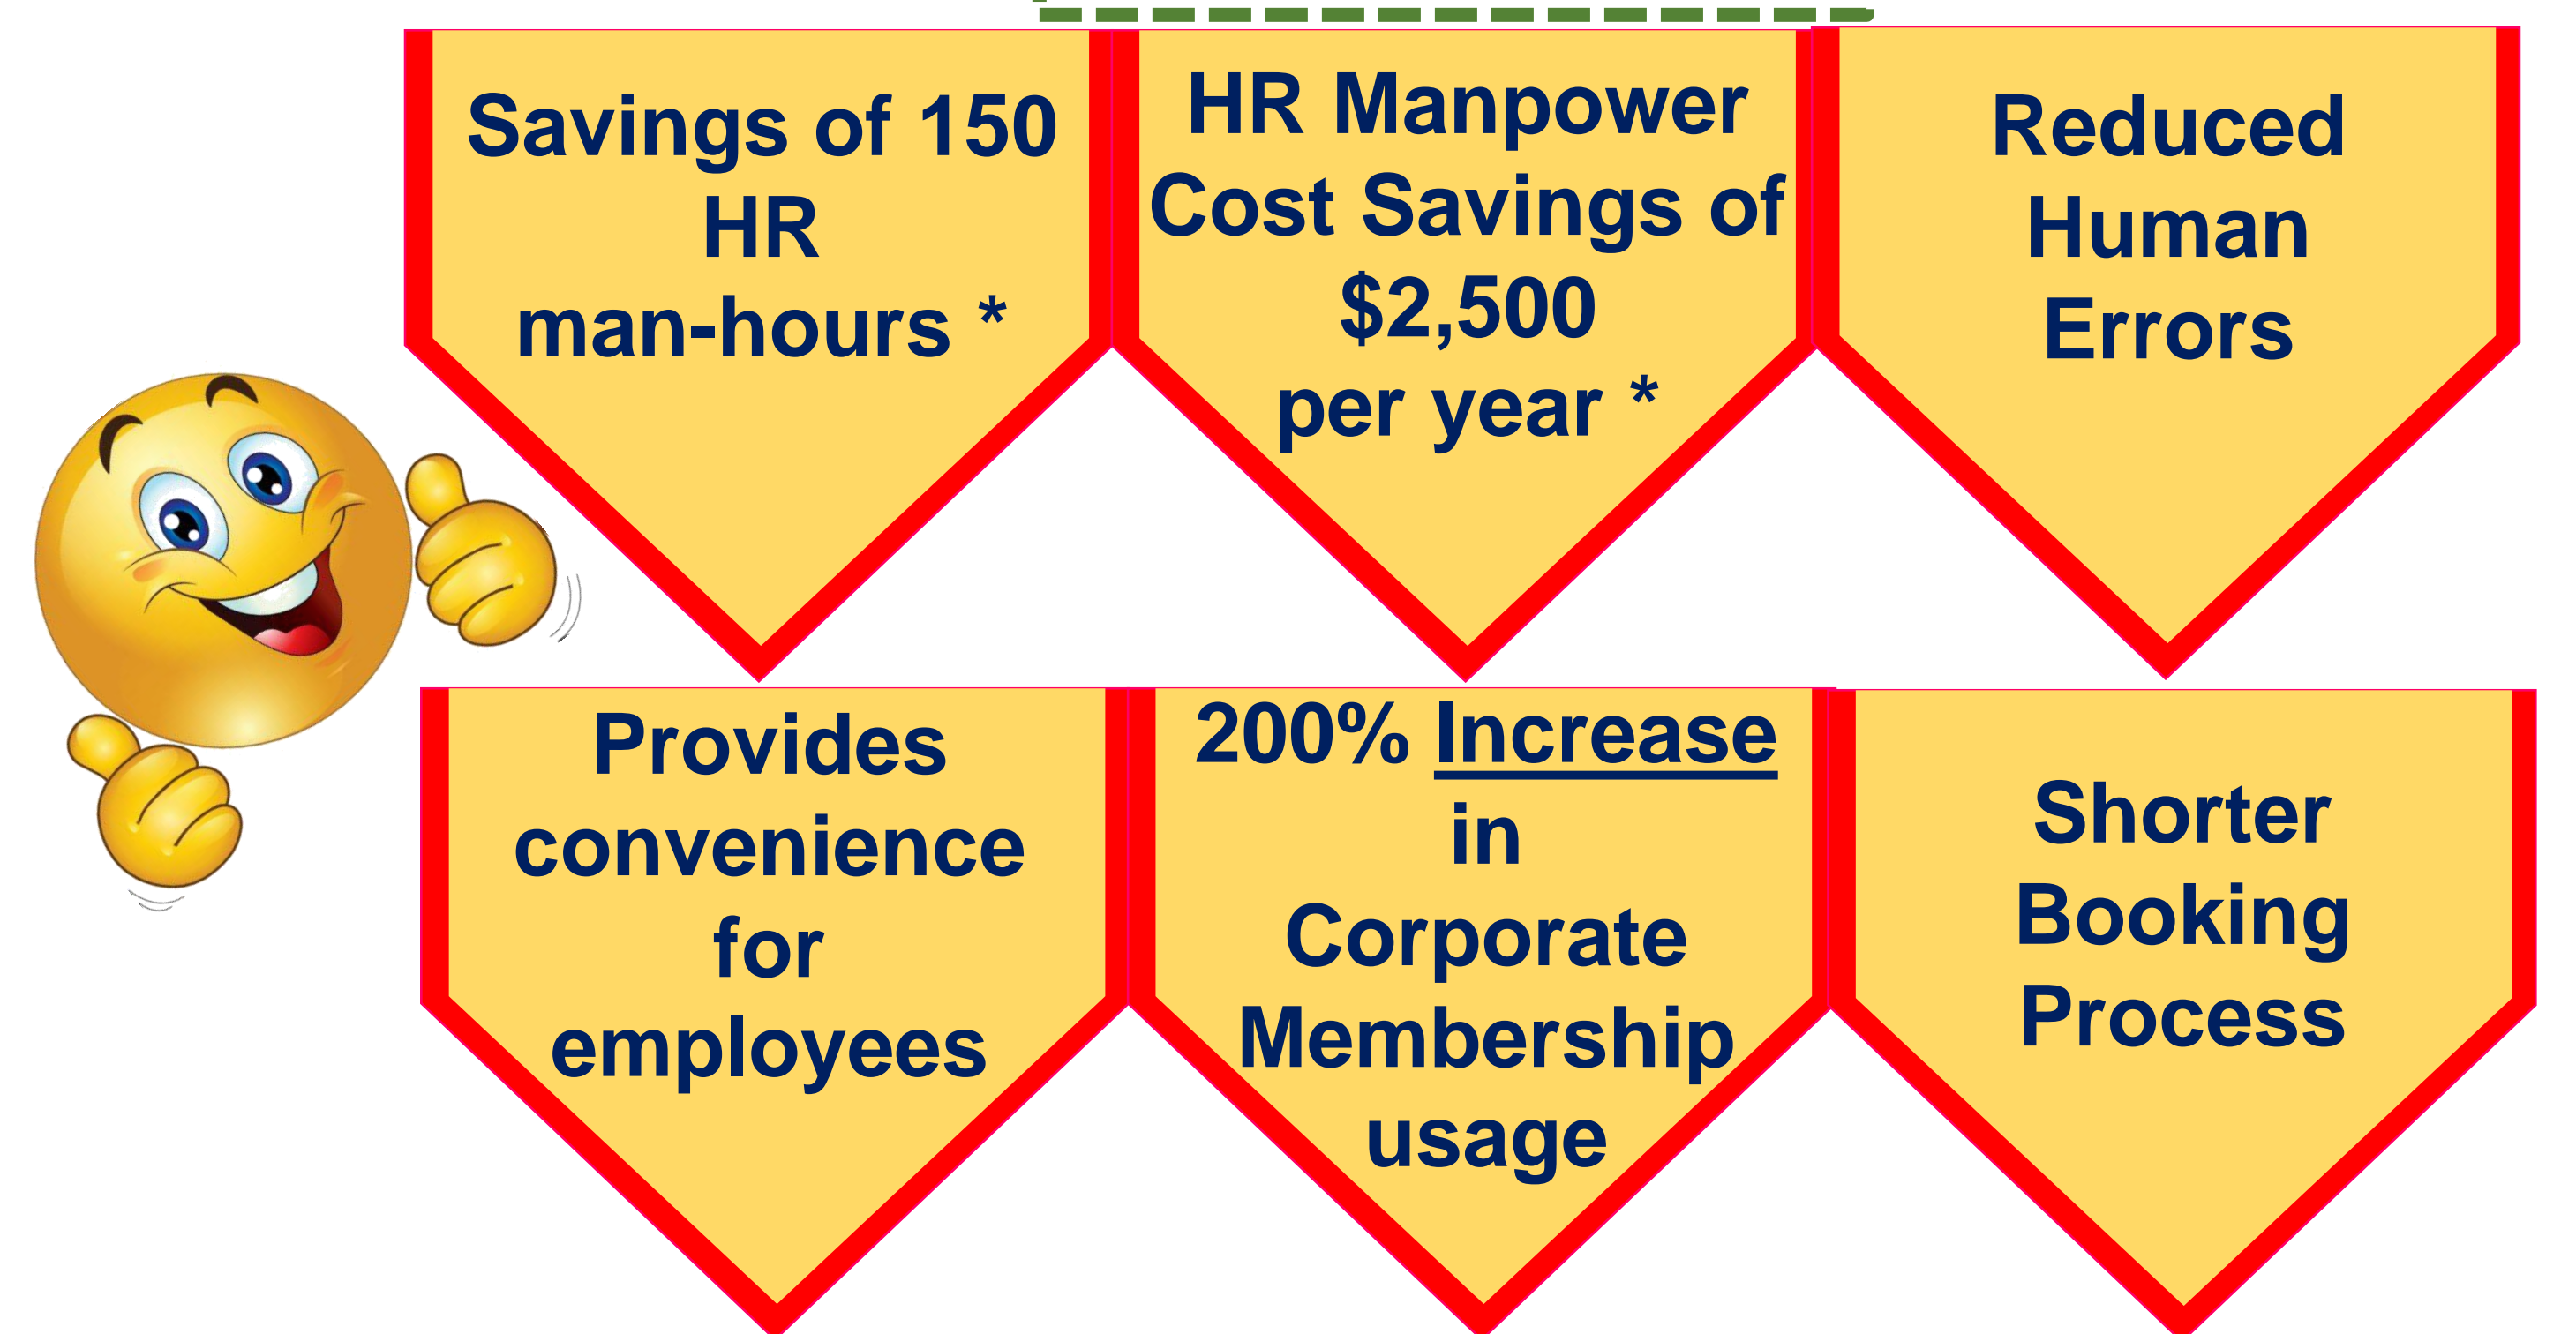 Savings of 150
HR
man-hours *
HR Manpower
Cost Savings of
$2,500
per year *
Reduced
Human
Errors
Provides
convenience
for
employees
200% Increase
in
Corporate
Membership
usage
Shorter
Booking
Process